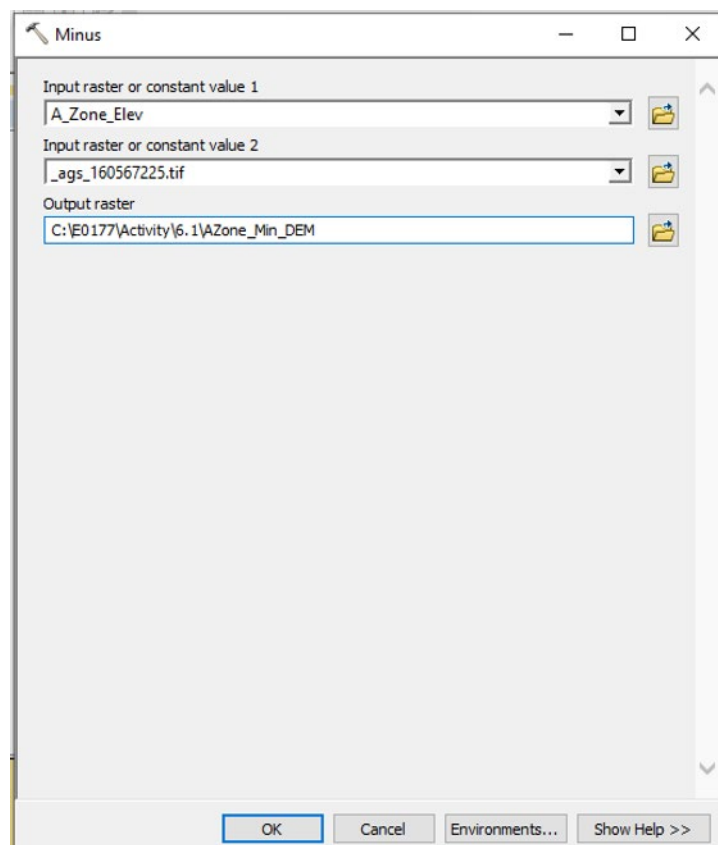 Minus
Input raster or constant value 1
A_Zone_Elev
Input raster or constant value 2
_ags_160567225.tif
Output raster
C:\E0177\Activity\6.1\AZone_Min_DEM
OK Cancel Environments... Show Help >>